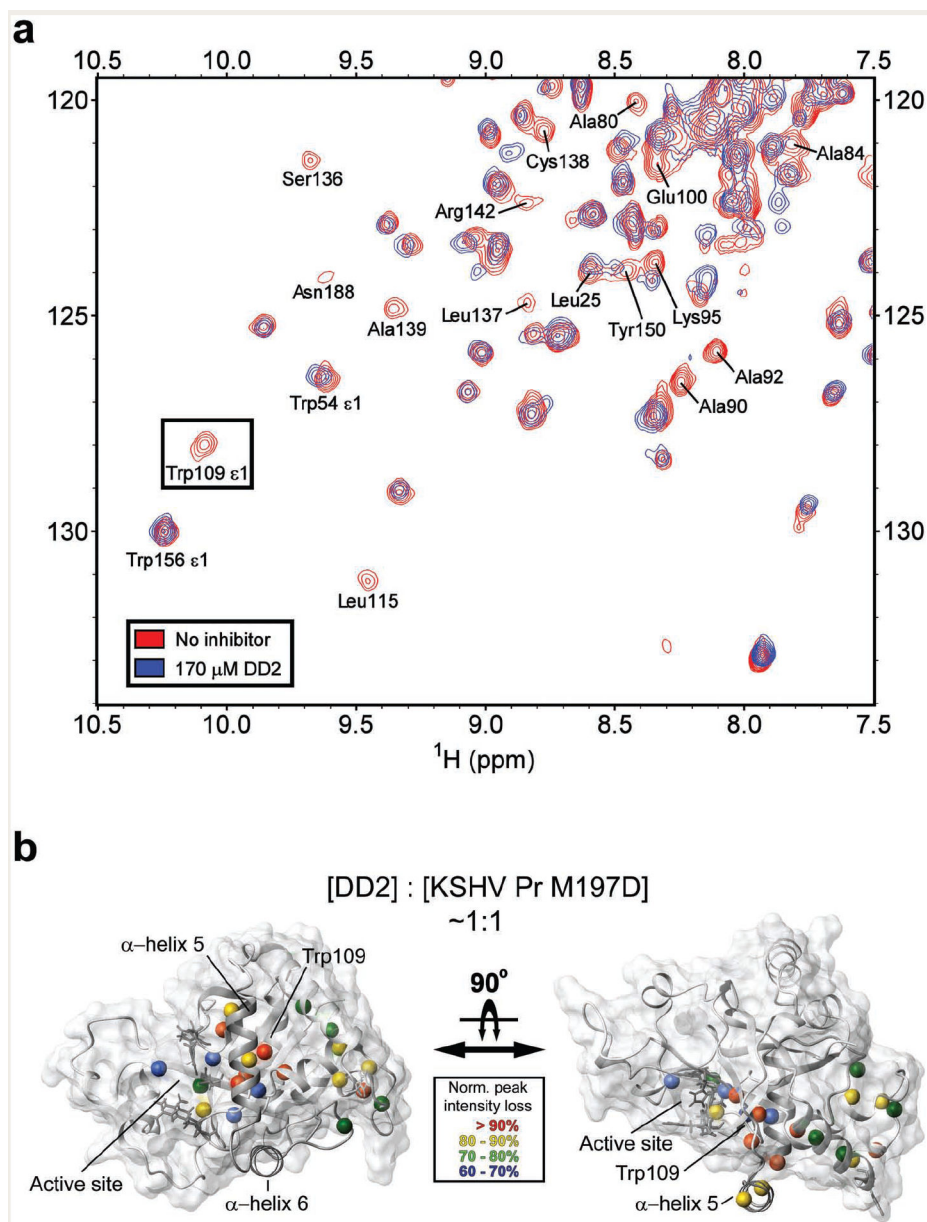 a
10.5 10.0 9.5 9.0 8.5 8.0 7.5
120 120
Ala80
Cys138
Ala84
Ser136
Glu100
Arg142
Asn188
Leu25
Lys95
Leu137
Tyr150
125 125
Ala139
Ala92
Trp54 ε1
Ala90
Trp109 ε1
130 130
Trp156 ε1
Leu115
No inhibitor
170 μM DD2
10.5 10.0 9.5 9.0 8.5 8.0 7.5
¹H (ppm)
b
[DD2] : [KSHV Pr M197D]
~1:1
α–helix 5
Trp109
90°
Norm. peak
intensity loss
> 90%
80 - 90%
70 - 80%
60 - 70%
Active site
α–helix 6
Active site
Trp109
α–helix 5